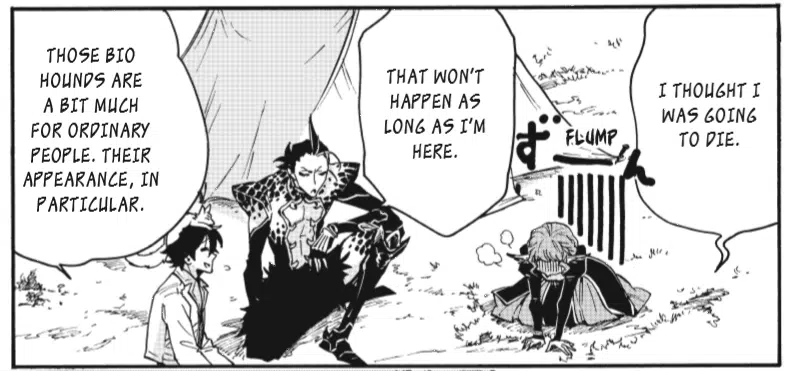 I THOUGHT I
WAS GOING
TO DIE.
ず
FLUMP
ーん
THAT WON'T
HAPPEN AS
LONG AS I'M
HERE.
THOSE BIO
HOUNDS ARE
A BIT MUCH
FOR ORDINARY
PEOPLE. THEIR
APPEARANCE, IN
PARTICULAR.